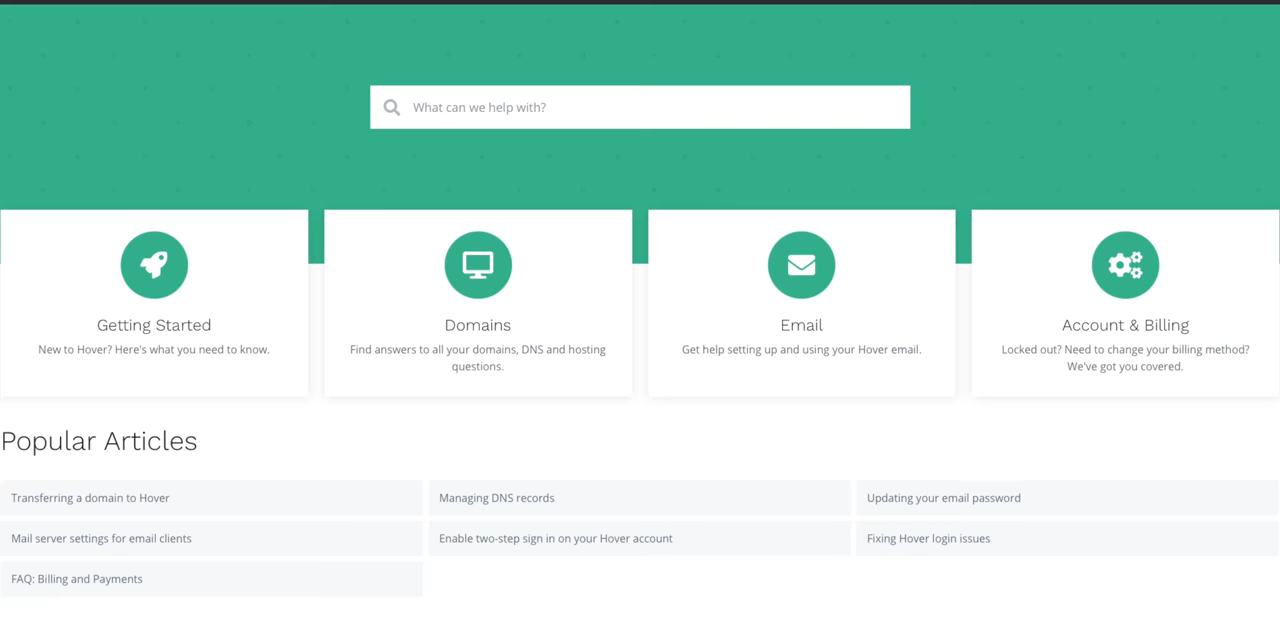 What can we help with?
Getting Started
New to Hover? Here's what you need to know.
Domains
Find answers to all your domains, DNS and hosting
questions.
Email
Get help setting up and using your Hover email.
Account & Billing
Locked out? Need to change your billing method?
We've got you covered.
Popular Articles
Transferring a domain to Hover
Managing DNS records
Updating your email password
Mail server settings for email clients
Enable two-step sign in on your Hover account
Fixing Hover login issues
FAQ: Billing and Payments